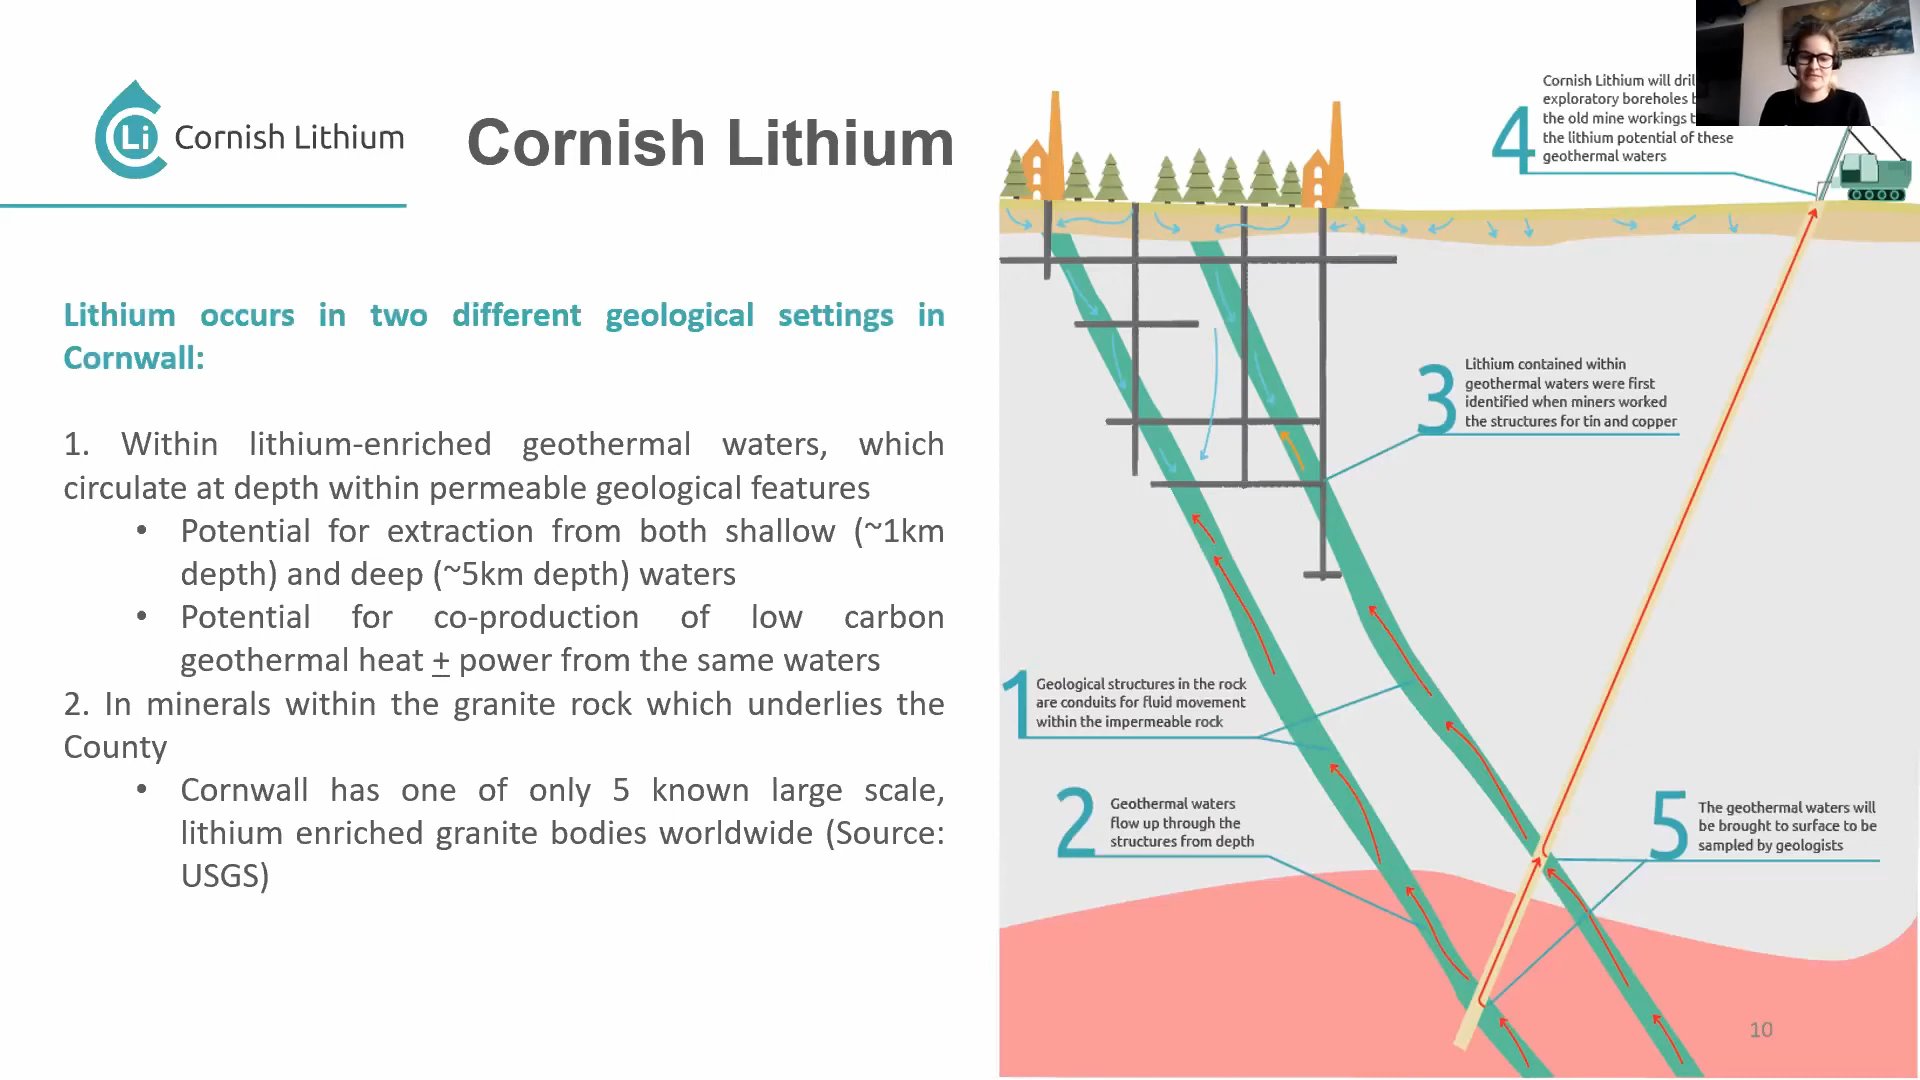 Li
Cornish Lithium
Cornish Lithium
Lithium occurs in two different geological settings in
Cornwall:
1. Within lithium-enriched geothermal waters, which
circulate at depth within permeable geological features
• Potential for extraction from both shallow (~1km
depth) and deep (~5km depth) waters
• Potential for co-production of low carbon
geothermal heat ± power from the same waters
2. In minerals within the granite rock which underlies the
County
• Cornwall has one of only 5 known large scale,
lithium enriched granite bodies worldwide (Source:
USGS)
4
Cornish Lithium will
exploratory boreholes
the old mine workings
the lithium potential of these
geothermal waters
3
Lithium contained within
geothermal waters were first
identified when miners worked
the structures for tin and copper
1
Geological structures in the rock
are conduits for fluid movement
within the impermeable rock
2
Geothermal waters
flow up through the
structures from depth
5
The geothermal waters will
be brought to surface to be
sampled by geologists
10